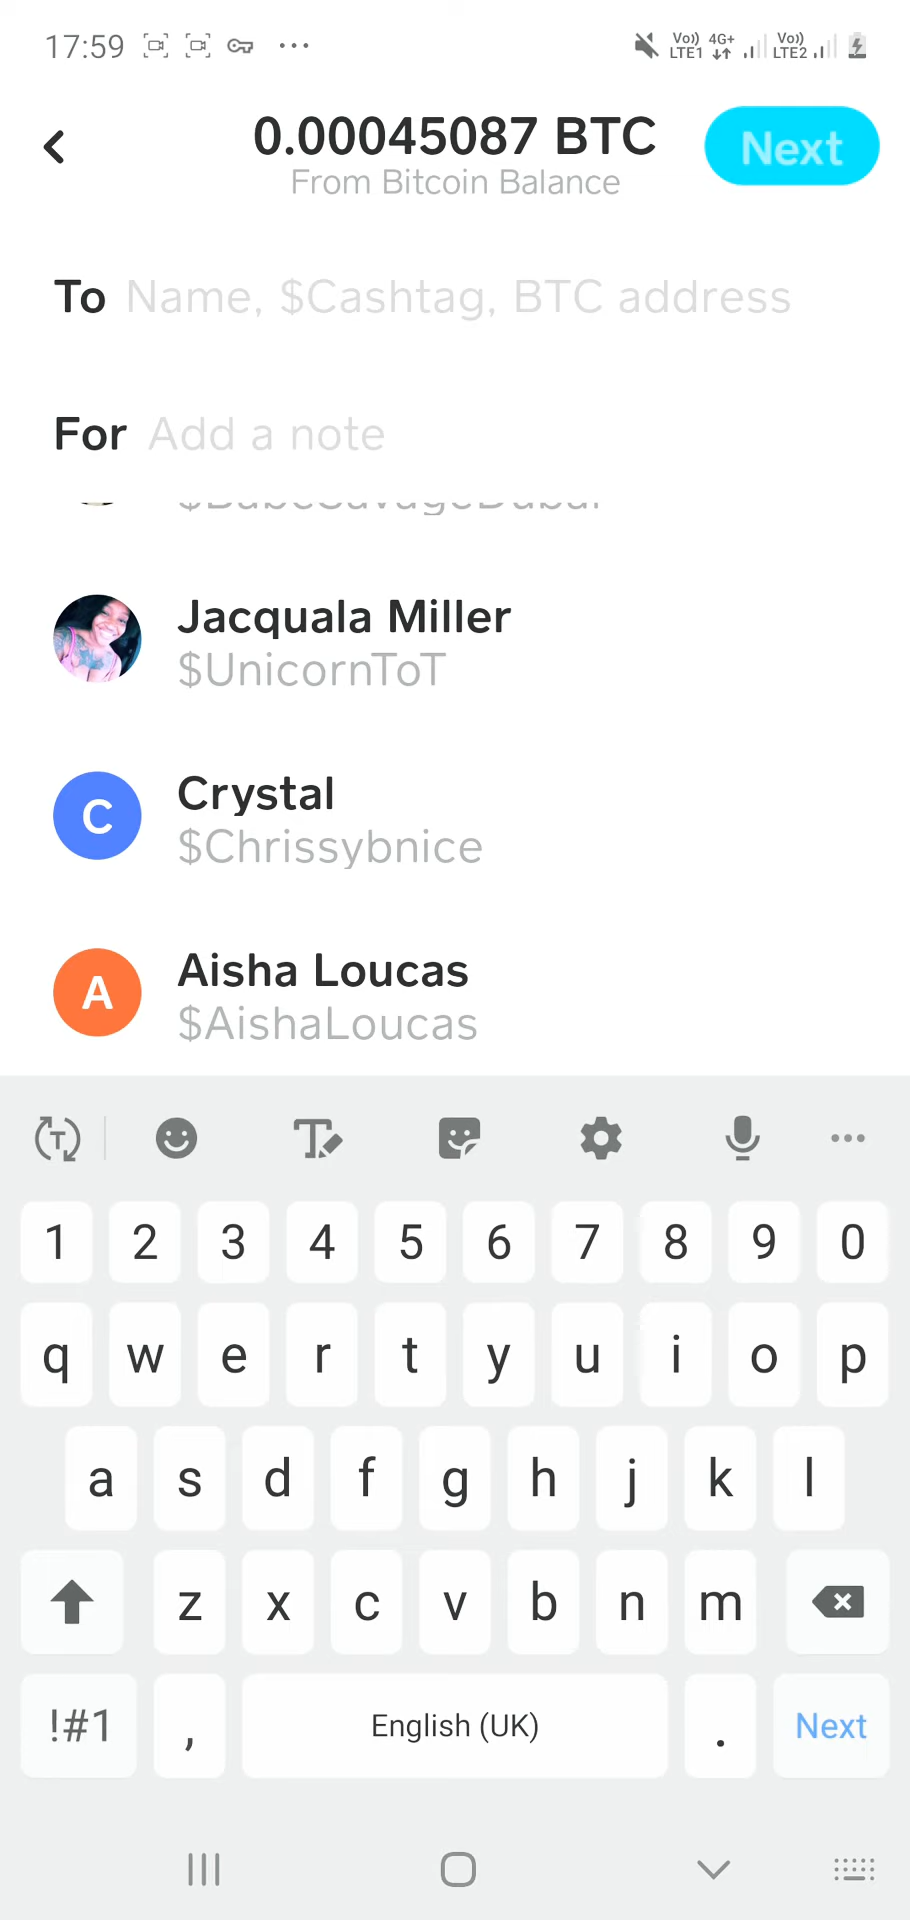 17:59
Vo)) 4G+ Vo))
LTE1 LTE2
0.00045087 BTC
Next
From Bitcoin Balance
To Name, $Cashtag, BTC address
For Add a note
Jacquala Miller
$UnicornToT
C
Crystal
$Chrissybnice
A
Aisha Loucas
$AishaLoucas
T T
1 2 3 4 5 6 7 8 9 0
q w e r t y u i o p
a s d f g h j k l
z x c v b n m
!#1 , English (UK) . Next